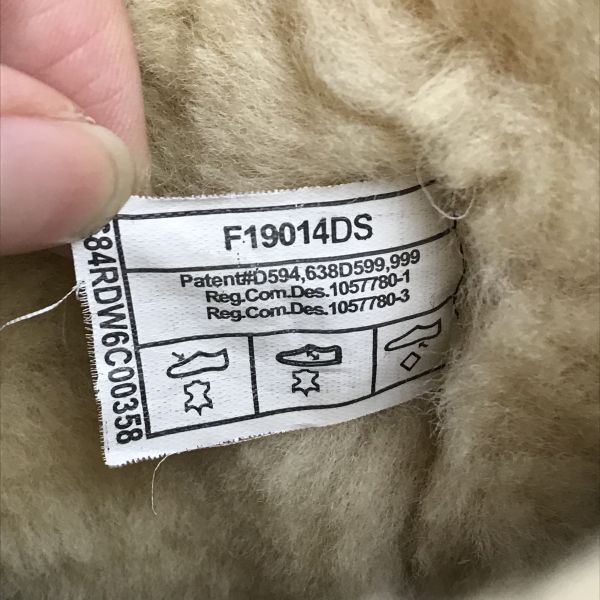 F19014DS
Patent#D594,638D599,999
Reg.Com.Des.1057780-1
Reg.Com.Des.1057780-3
84RDW6C00358